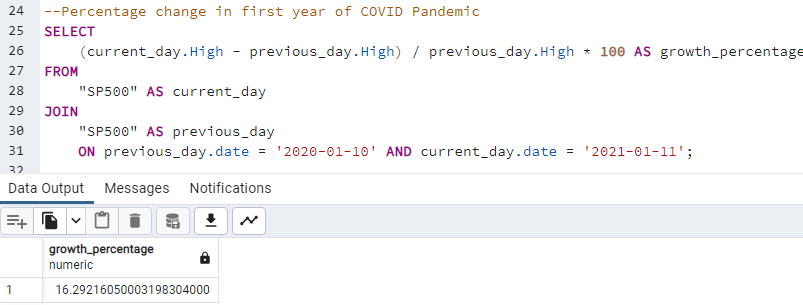 24 --Percentage change in first year of COVID Pandemic
25 SELECT
26 (current_day.High - previous_day.High) / previous_day.High * 100 AS growth_percentage
27 FROM
28 "SP500" AS current_day
29 JOIN
30 "SP500" AS previous_day
31 ON previous_day.date = '2020-01-10' AND current_day.date = '2021-01-11';
32
Data Output Messages Notifications
growth_percentage
numeric
1 16.29216050003198304000